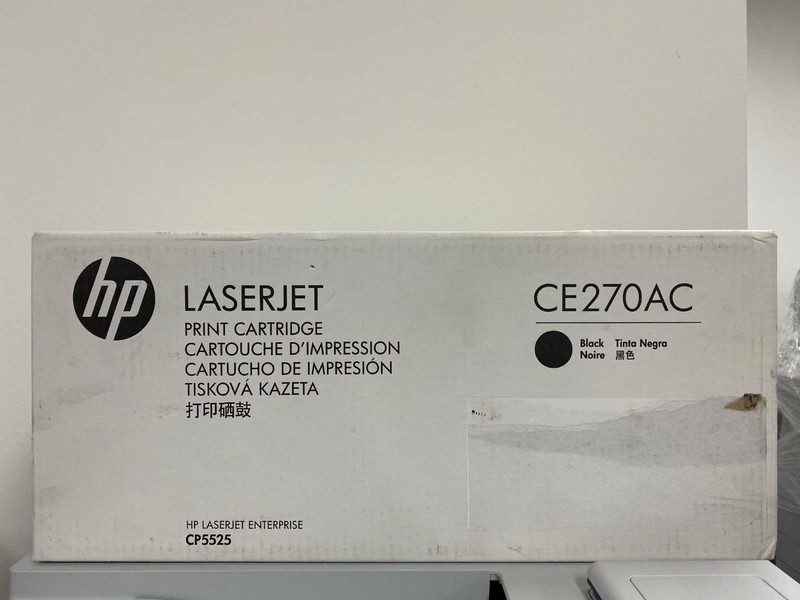 hp
LASERJET
PRINT CARTRIDGE
CARTOUCHE D'IMPRESSION
CARTUCHO DE IMPRESIÓN
TISKOVÁ KAZETA
打印硒鼓
CE270AC
Black Tinta Negra
Noire 黑色
HP LASERJET ENTERPRISE
CP5525